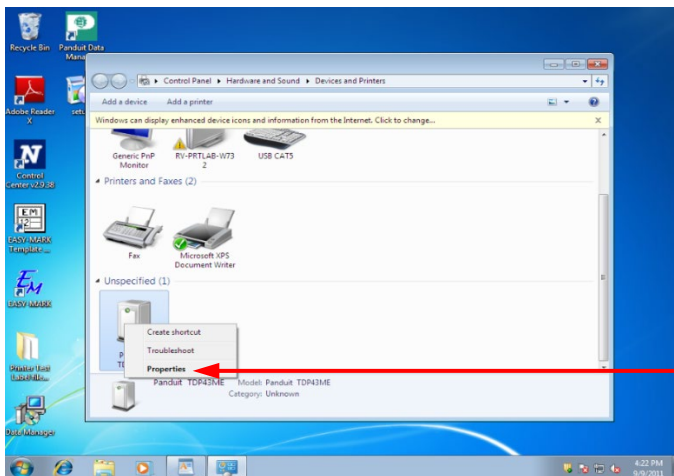 Recycle Bin
Panduit Data
Mana
Adobe Reader
X
setu
Control
Center v2.9.38
EM
12
EASY-MARK
Template ...
EM
EASY-MARK
Printer Test
Label file...
Data Manager
Control Panel
Hardware and Sound
Devices and Printers
Add a device
Add a printer
Windows can display enhanced device icons and information from the Internet. Click to change...
Generic PnP
Monitor
RV-PRTLAB-W73
2
USB CAT5
Printers and Faxes (2)
Fax
Microsoft XPS
Document Writer
Unspecified (1)
P
TD
Create shortcut
Troubleshoot
Properties
Panduit TDP43ME
Model: Panduit TDP43ME
Category: Unknown
4:22 PM
9/9/2011